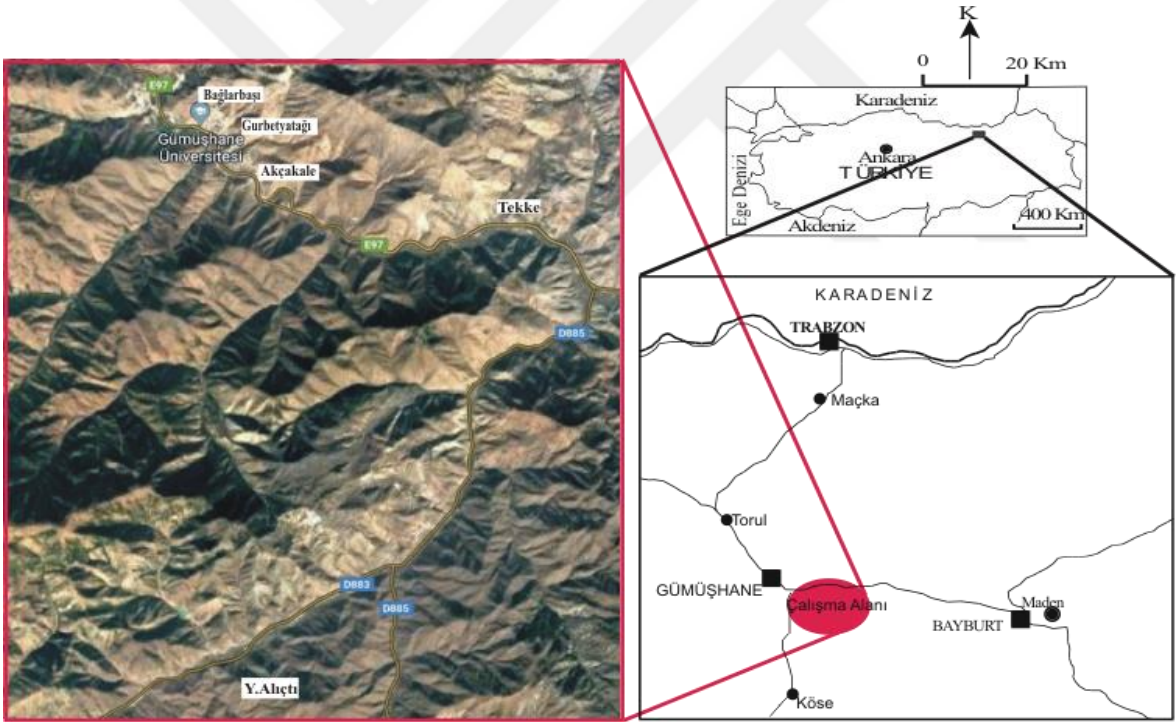 E97
Bağlarbaşı
Gurbetyatağı
Gümüşhane
Üniversitesi
Akçakale
Tekke
E97
D885
D883
D885
Y.Alıçtı
K
0 20 Km
Karadeniz
Ankara
TÜRKİYE
Ege Denizi
Akdeniz
400 Km
KARADENİZ
TRABZON
Maçka
Torul
GÜMÜŞHANE
Çalışma Alanı
Maden
BAYBURT
Köse